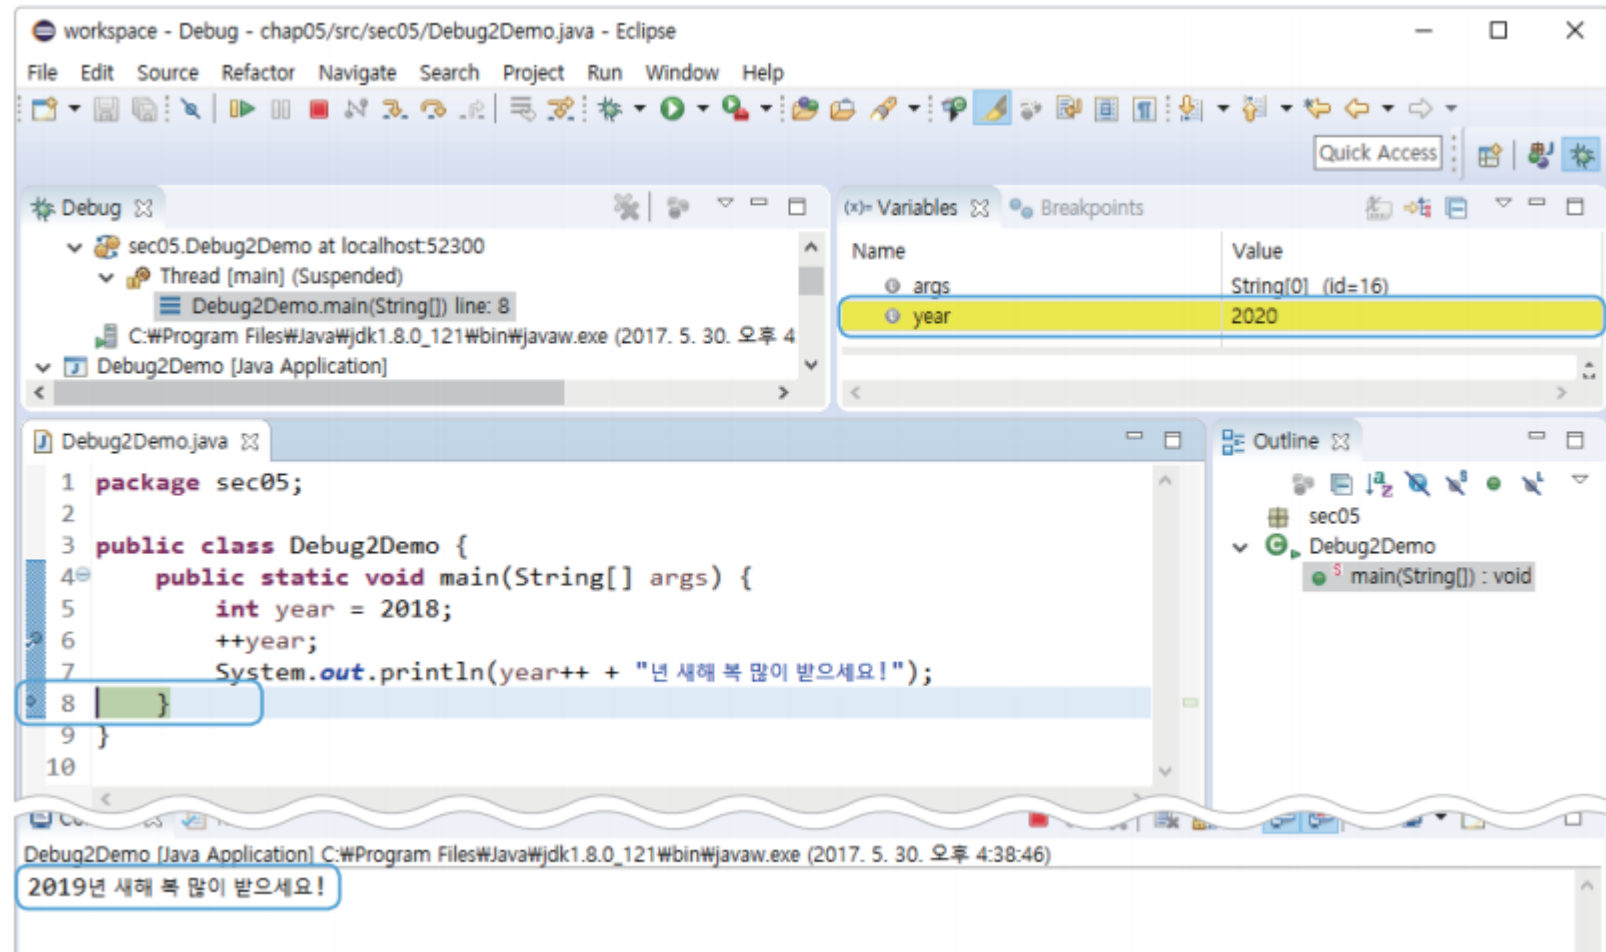 workspace - Debug - chap05/src/sec05/Debug2Demo.java - Eclipse
File Edit Source Refactor Navigate Search Project Run Window Help
Quick Access
Debug
sec05.Debug2Demo at localhost:52300
Thread [main] (Suspended)
Debug2Demo.main(String[]) line: 8
C:₩Program Files₩Java₩jdk1.8.0_121₩bin₩javaw.exe (2017. 5. 30. 오후 4
Debug2Demo [Java Application]
(x)= Variables Breakpoints
Name Value
args String[0] (id=16)
year 2020
Debug2Demo.java
1 package sec05;
2
3 public class Debug2Demo {
4 public static void main(String[] args) {
5 int year = 2018;
6 ++year;
7 System.out.println(year++ + "년 새해 복 많이 받으세요!");
8 }
9 }
10
Outline
sec05
Debug2Demo
main(String[]) : void
Debug2Demo [Java Application] C:₩Program Files₩Java₩jdk1.8.0_121₩bin₩javaw.exe (2017. 5. 30. 오후 4:38:46)
2019년 새해 복 많이 받으세요!